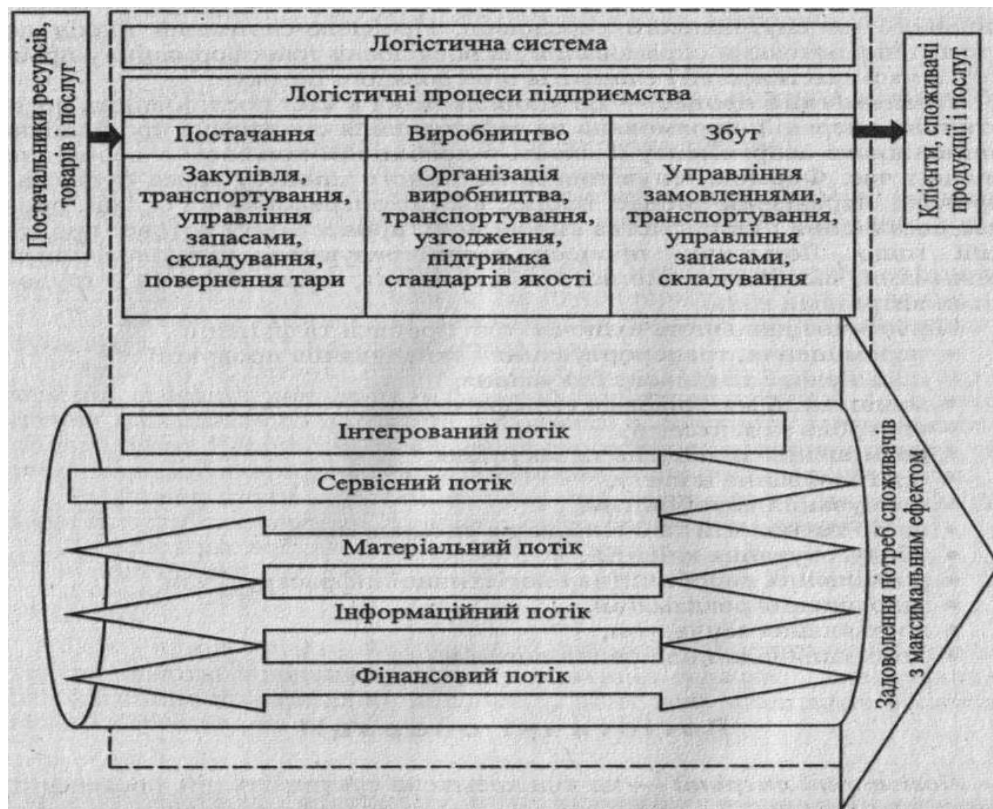 Постачальники ресурсів,
товарів і послуг
Логістична система
Логістичні процеси підприємства
Постачання
Виробництво
Збут
Закупівля,
транспортування,
управління
запасами,
складування,
повернення тари
Організація
виробництва,
транспортування,
узгодження,
підтримка
стандартів якості
Управління
замовленнями,
транспортування,
управління
запасами,
складування
Клієнти, споживачі
продукції і послуг
Інтегрований потік
Сервісний потік
Матеріальний потік
Інформаційний потік
Фінансовий потік
Задоволення потреб споживачів
з максимальним ефектом